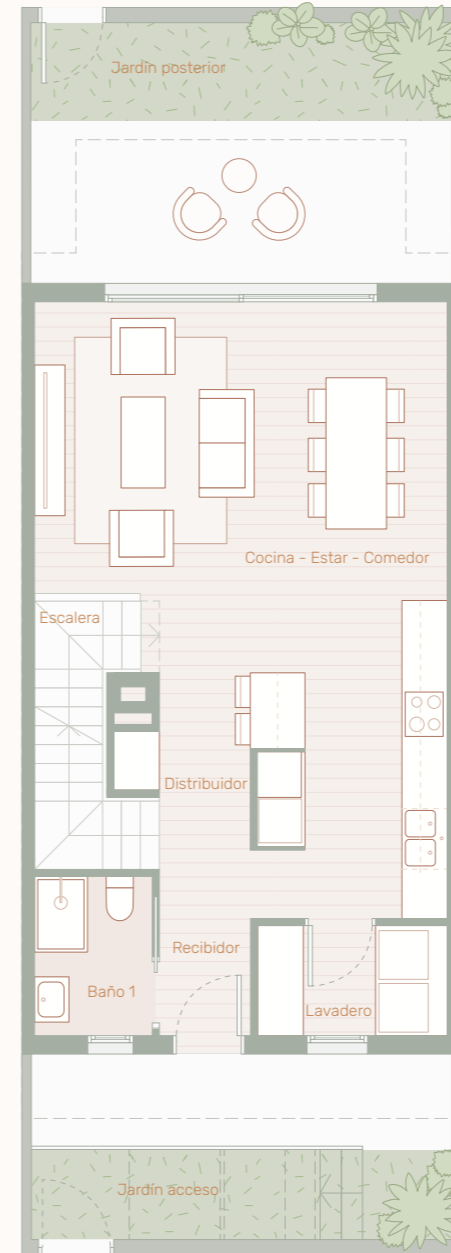 Jardín posterior
Cocina - Estar - Comedor
Escalera
Distribuidor
Recibidor
Baño 1
Lavadero
Jardín acceso